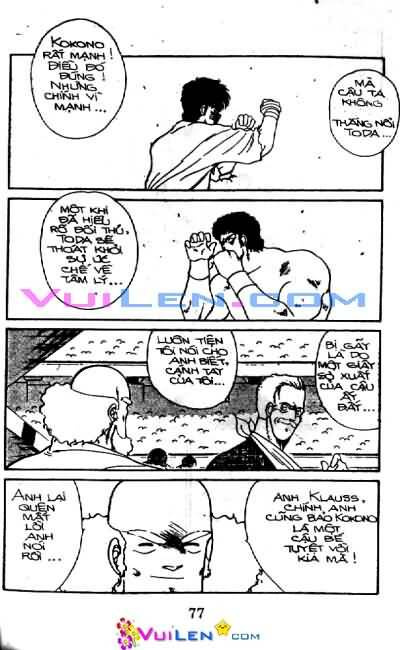 KOKONO
RẤT MẠNH!
ĐIỀU ĐÓ
ĐÚNG!
NHƯNG
CHÍNH VÌ
MẠNH...
MÀ
CẬU TA
KHÔNG
THẮNG NỔI
TODA...
MỘT KHI
ĐÃ HIỂU
RÕ ĐỐI THỦ,
TODA SẼ
THOÁT KHỎI
SỰ ỨC
CHẾ VỀ
TÂM LÝ...
VUILEN.COM
LUÔN TIỆN
TÔI NÓI CHO
ANH BIẾT,
CÁNH TAY
CỦA TÔI...
BỊ GÃY
LÀ DO
MỘT GIÂY
SƠ XUẤT
CỦA CẬU
ẤT
ĐẤT...
ANH LẠI
QUÊN
MẤT
LỜI
ANH
NÓI
RỒI...
ANH KLAUSS,
CHÍNH ANH
CŨNG BẢO KOKONO
LÀ MỘT
CẬU BÉ
TUYỆT VỜI
KIA MÀ!
77
VUILEN.COM